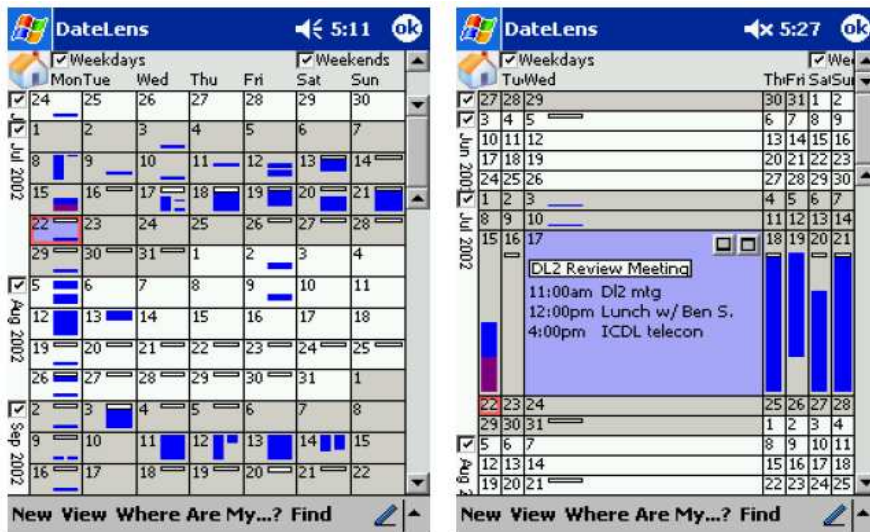 DateLens 5:11 ok
Weekdays Weekends
Mon Tue Wed Thu Fri Sat Sun
24 25 26 27 28 29 30
1 2 3 4 5 6 7
8 9 10 11 12 13 14
15 16 17 18 19 20 21
22 23 24 25 26 27 28
29 30 31 1 2 3 4
5 6 7 8 9 10 11
12 13 14 15 16 17 18
19 20 21 22 23 24 25
26 27 28 29 30 31 1
2 3 4 5 6 7 8
9 10 11 12 13 14 15
16 17 18 19 20 21 22
Jul 2002
Aug 2002
Sep 2002
New View Where Are My...? Find
DateLens 5:27 ok
Weekdays Wee
Tu Wed Th Fri Sat Sun
27 28 29 30 31 1 2
3 4 5 6 7 8 9
10 11 12 13 14 15 16
17 18 19 20 21 22 23
24 25 26 27 28 29 30
1 2 3 4 5 6 7
8 9 10 11 12 13 14
15 16 17 18 19 20 21
DL2 Review Meeting
11:00am Dl2 mtg
12:00pm Lunch w/ Ben S.
4:00pm ICDL telecon
22 23 24 25 26 27 28
29 30 31 1 2 3 4
5 6 7 8 9 10 11
12 13 14 15 16 17 18
19 20 21 22 23 24 25
Jun 200
Jul 2002
Aug 2
New View Where Are My...? Find